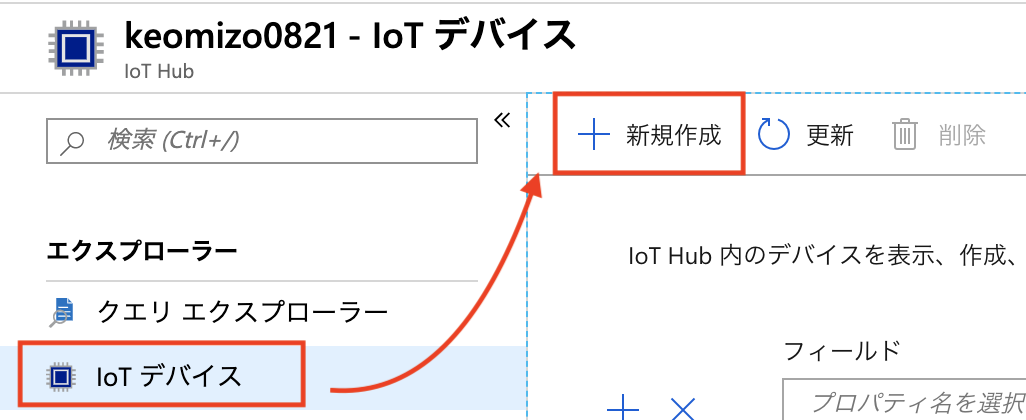 keomizo0821 - IoT デバイス
IoT Hub
検索 (Ctrl+/)
新規作成
更新
削除
エクスプローラー
IoT Hub 内のデバイスを表示、作成、
クエリ エクスプローラー
フィールド
IoT デバイス
プロパティ名を選択